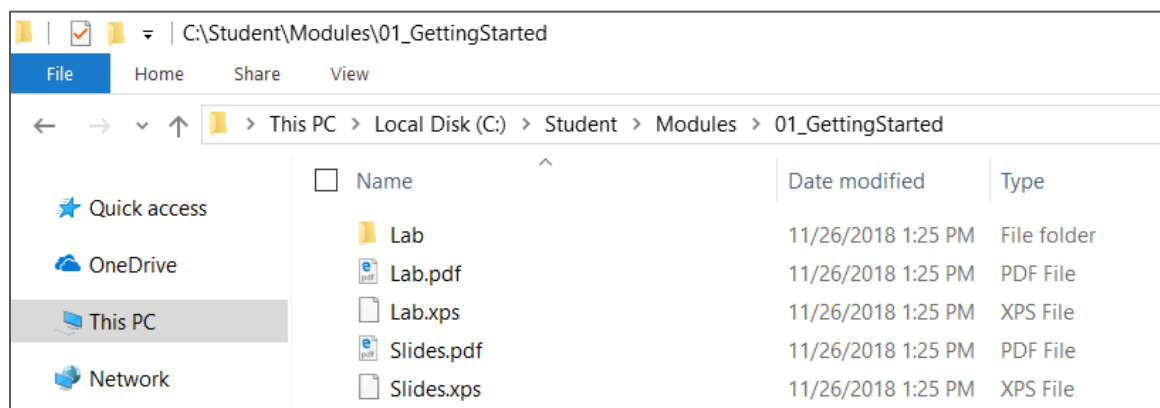 C:\Student\Modules\01_GettingStarted
File Home Share View
This PC > Local Disk (C:) > Student > Modules > 01_GettingStarted
Name Date modified Type
Quick access
Lab 11/26/2018 1:25 PM File folder
OneDrive
Lab.pdf 11/26/2018 1:25 PM PDF File
This PC
Lab.xps 11/26/2018 1:25 PM XPS File
Slides.pdf 11/26/2018 1:25 PM PDF File
Network
Slides.xps 11/26/2018 1:25 PM XPS File